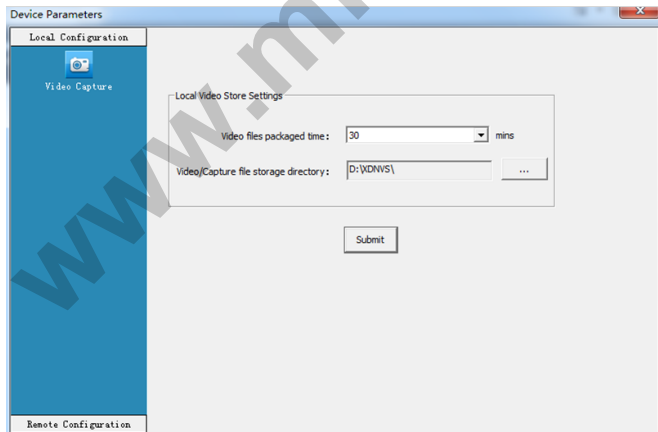 Device Parameters
Local Configuration
Video Capture
Local Video Store Settings
Video files packaged time: 30 mins
Video/Capture file storage directory: D:\XDNVS\ ...
Submit
Remote Configuration
www.m